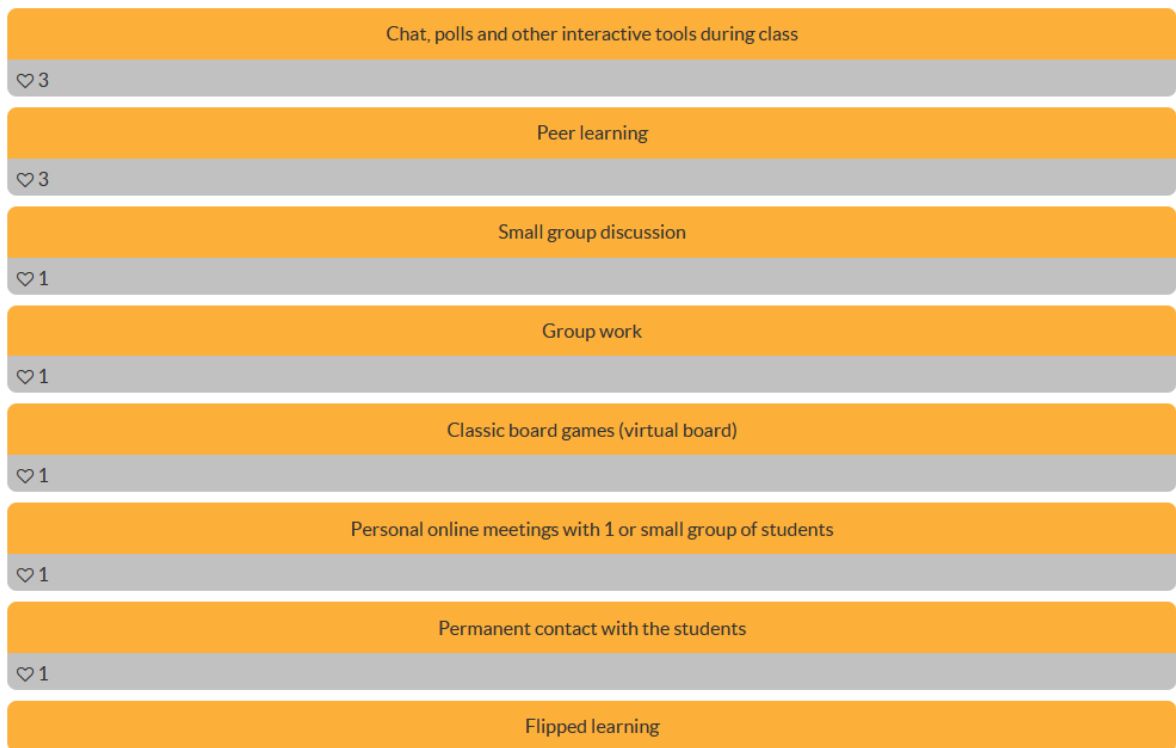 Chat, polls and other interactive tools during class
♡ 3
Peer learning
♡ 3
Small group discussion
♡ 1
Group work
♡ 1
Classic board games (virtual board)
♡ 1
Personal online meetings with 1 or small group of students
♡ 1
Permanent contact with the students
♡ 1
Flipped learning